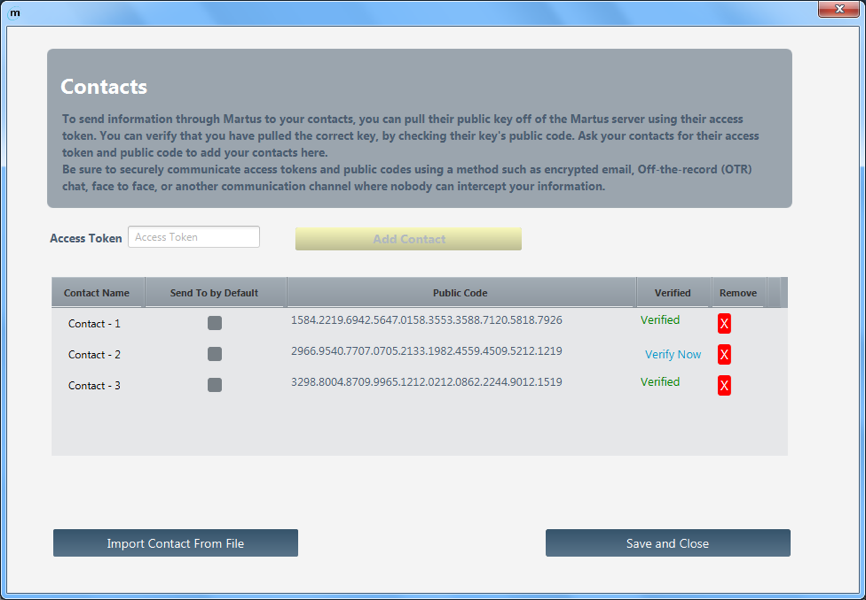 m
Contacts
To send information through Martus to your contacts, you can pull their public key off of the Martus server using their access
token. You can verify that you have pulled the correct key, by checking their key's public code. Ask your contacts for their access
token and public code to add your contacts here.
Be sure to securely communicate access tokens and public codes using a method such as encrypted email, Off-the-record (OTR)
chat, face to face, or another communication channel where nobody can intercept your information.
Access Token Access Token Add Contact
Contact Name Send To by Default Public Code Verified Remove
Contact - 1 1584.2219.6942.5647.0158.3553.3588.7120.5818.7926 Verified X
Contact - 2 2966.9540.7707.0705.2133.1982.4559.4509.5212.1219 Verify Now X
Contact - 3 3298.8004.8709.9965.1212.0212.0862.2244.9012.1519 Verified X
Import Contact From File Save and Close